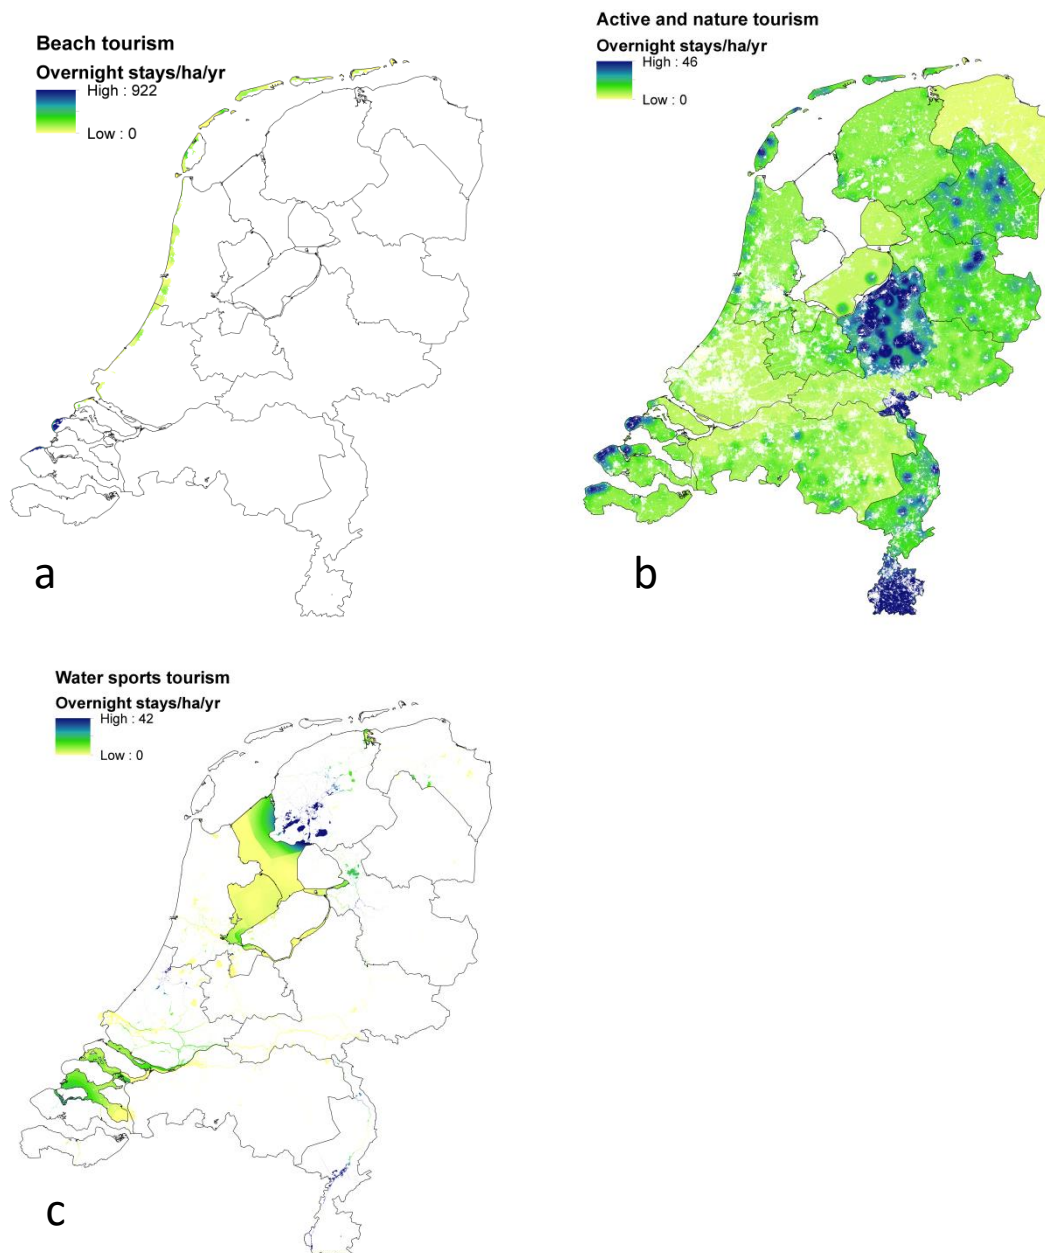 Beach tourism
Overnight stays/ha/yr
High : 922
Low : 0
a
Active and nature tourism
Overnight stays/ha/yr
High : 46
Low : 0
b
Water sports tourism
Overnight stays/ha/yr
High : 42
Low : 0
c